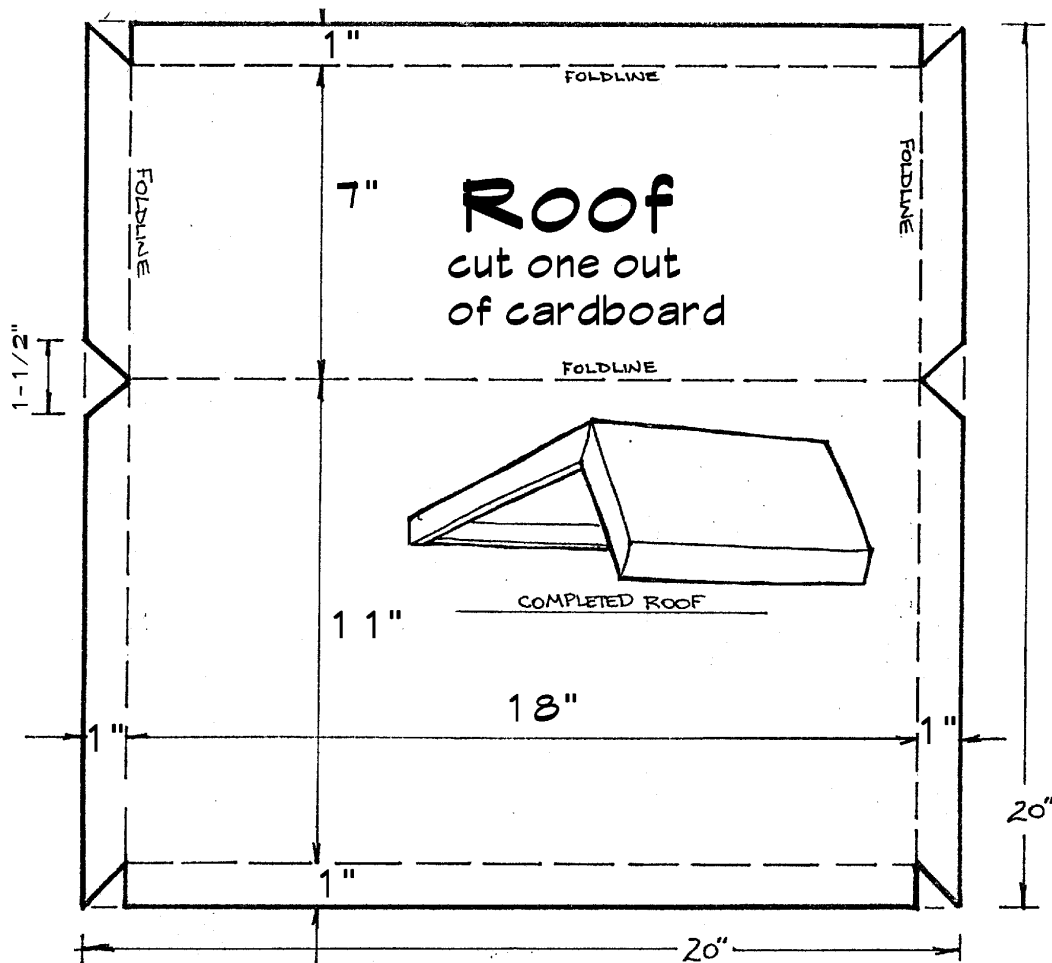 1"
FOLDLINE
FOLDLINE
FOLDLINE
7"
Roof
cut one out
of cardboard
1-1/2"
FOLDLINE
COMPLETED ROOF
11"
18"
1"
1"
20"
1"
20"